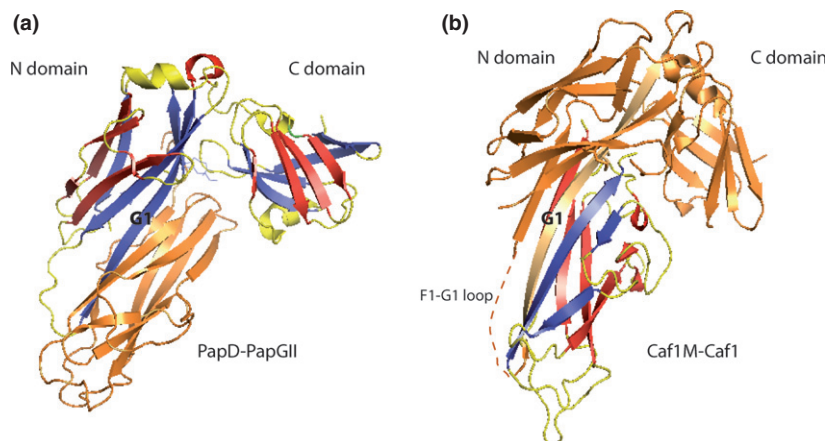 (a)
N domain
C domain
G1
PapD-PapGII
(b)
N domain
C domain
G1
F1-G1 loop
Caf1M-Caf1